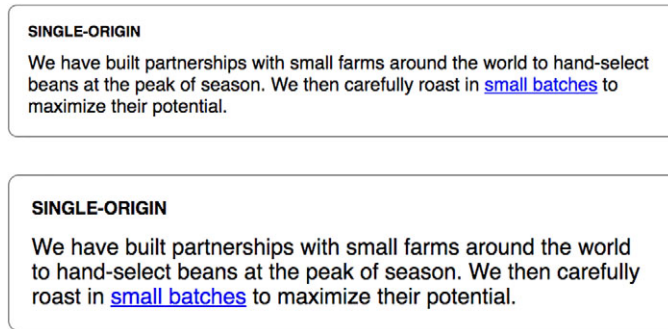 SINGLE-ORIGIN
We have built partnerships with small farms around the world to hand-select
beans at the peak of season. We then carefully roast in small batches to
maximize their potential.
SINGLE-ORIGIN
We have built partnerships with small farms around the world
to hand-select beans at the peak of season. We then carefully
roast in small batches to maximize their potential.